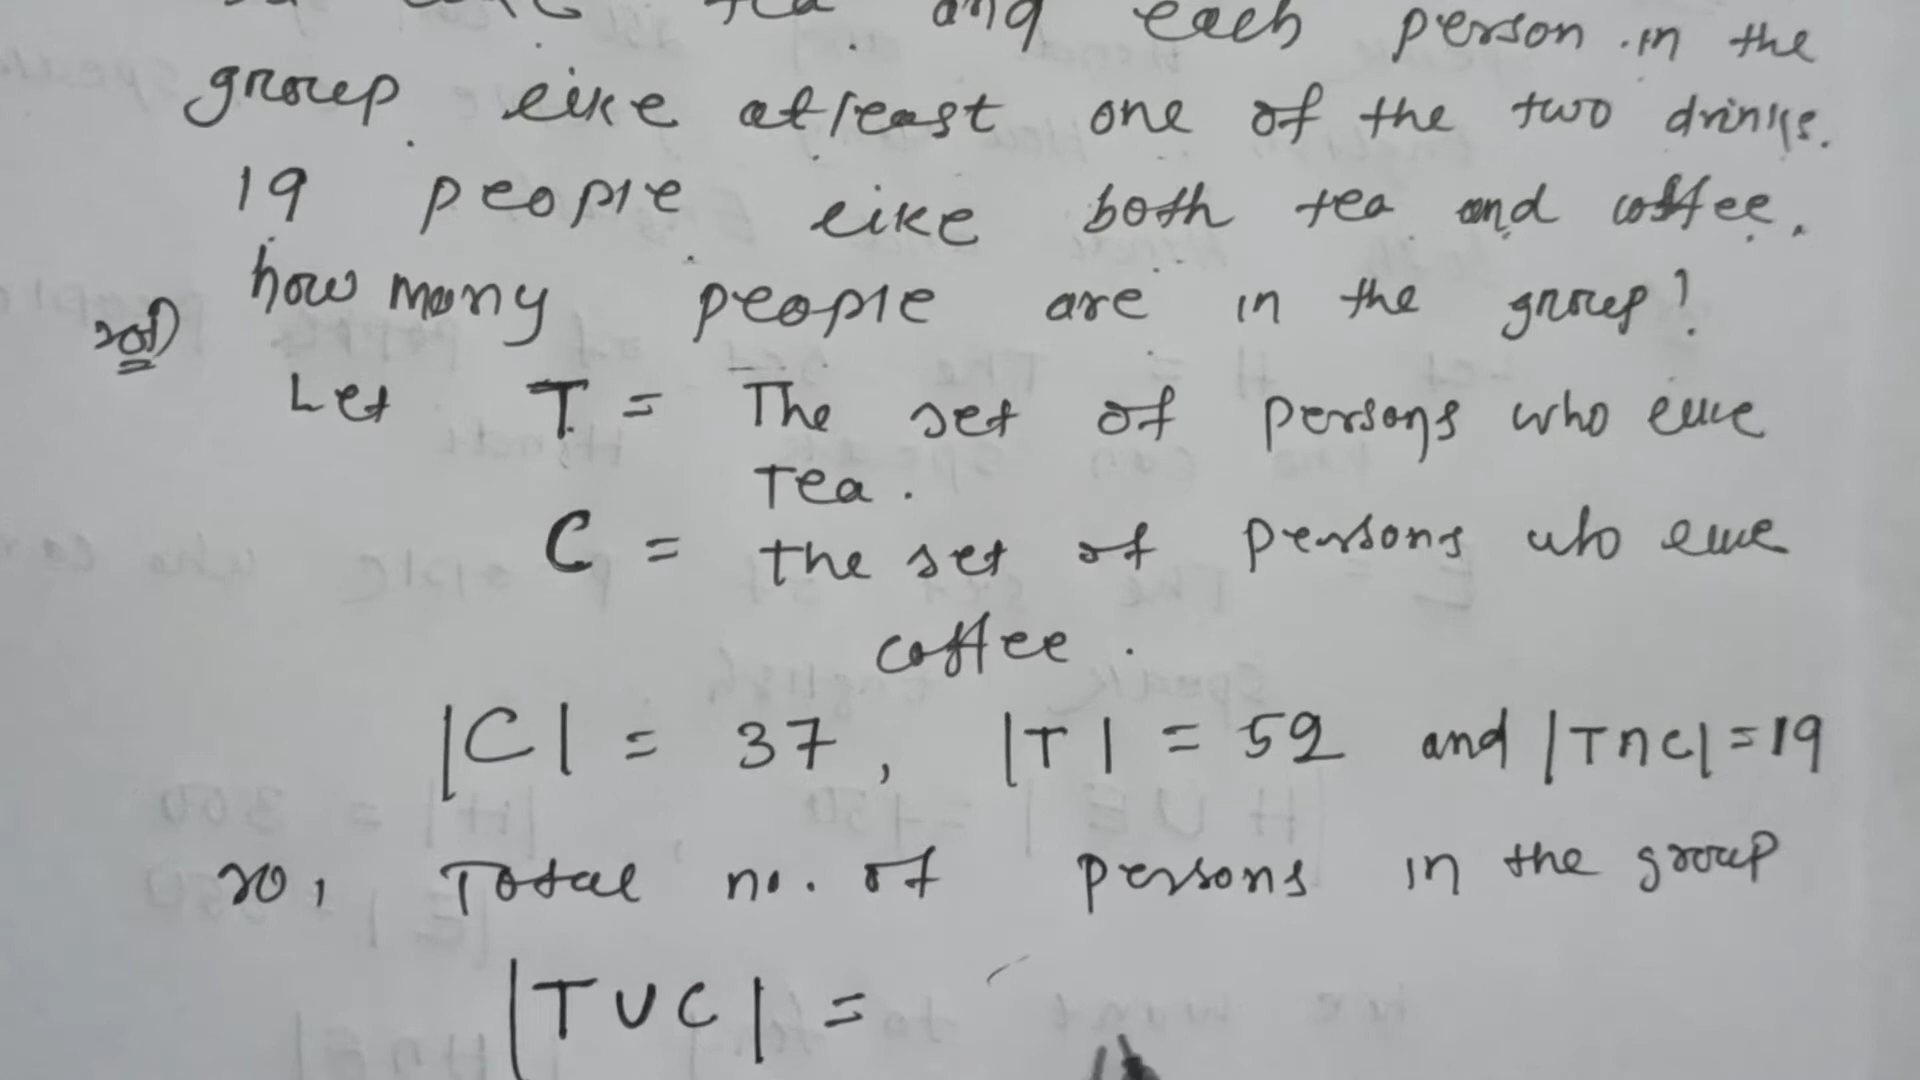 tea and each person in the
group like atleast one of the two drinks.
19 people like both tea and coffee.
how many people are in the group?
sol)
Let T = The set of persons who like
Tea.
C = the set of persons who like
coffee.
|C| = 37, |T| = 52 and |T∩C| = 19
so, Total no. of persons in the group
|T∪C| =